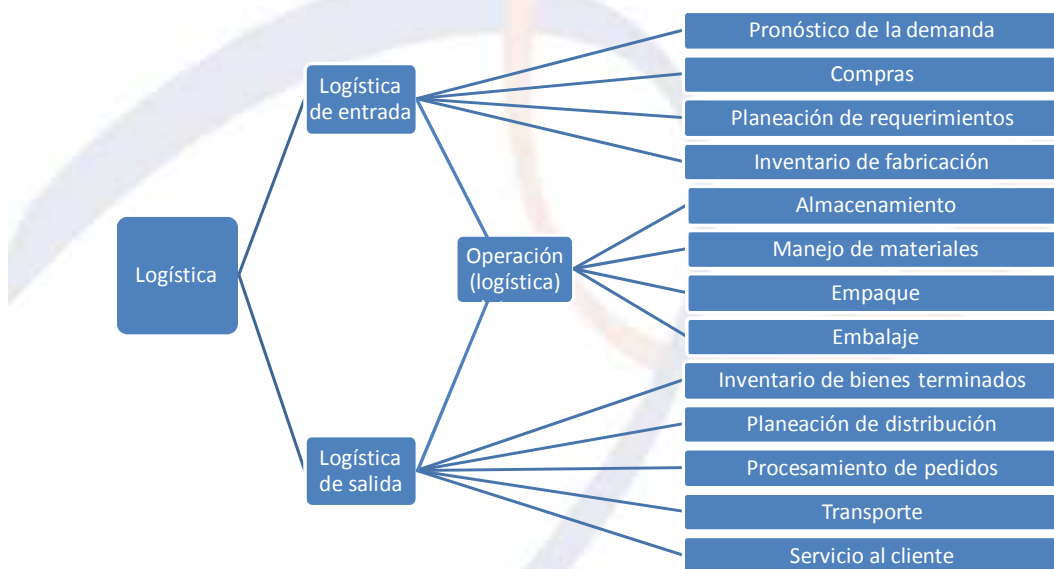 Logística
Logística
de entrada
Operación
(logística)
Logística
de salida
Pronóstico de la demanda
Compras
Planeación de requerimientos
Inventario de fabricación
Almacenamiento
Manejo de materiales
Empaque
Embalaje
Inventario de bienes terminados
Planeación de distribución
Procesamiento de pedidos
Transporte
Servicio al cliente